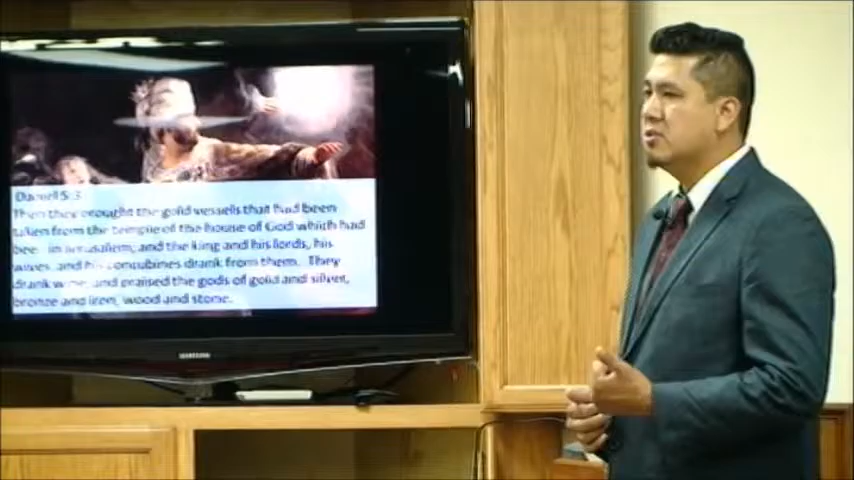 Daniel 5:3
Then they brought the gold vessels that had been
taken from the temple of the house of God which had
been in Jerusalem; and the king and his lords, his
wives, and his concubines drank from them. They
drank wine, and praised the gods of gold and silver,
bronze and iron, wood and stone.
SAMSUNG